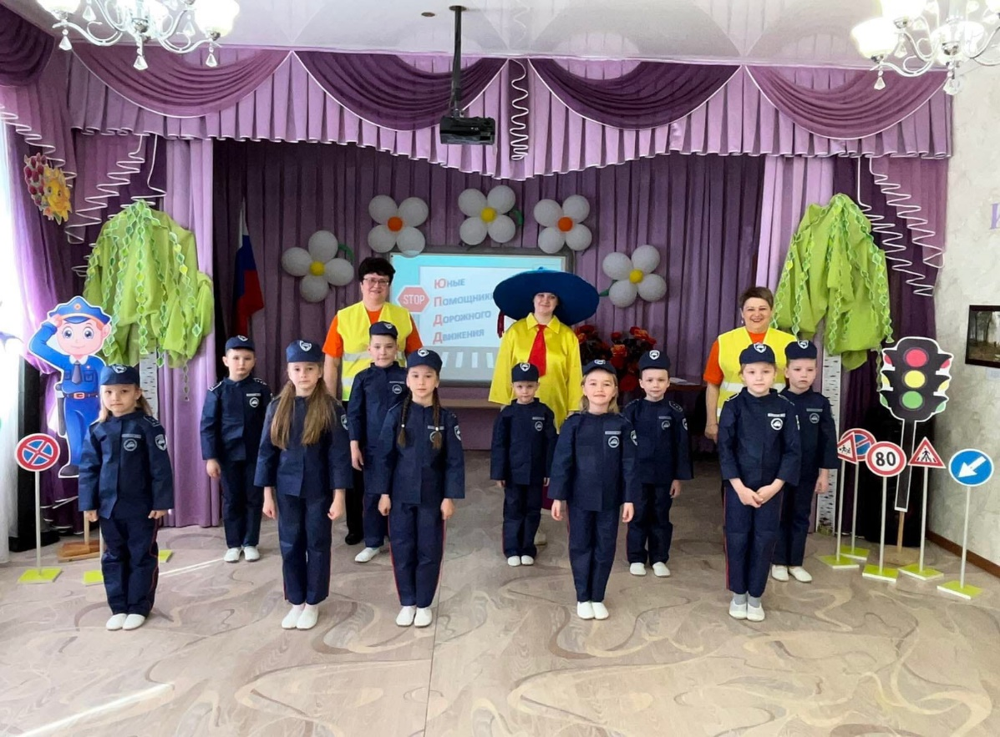 STOP
Юные
Помощники
Дорожного
Движения
80